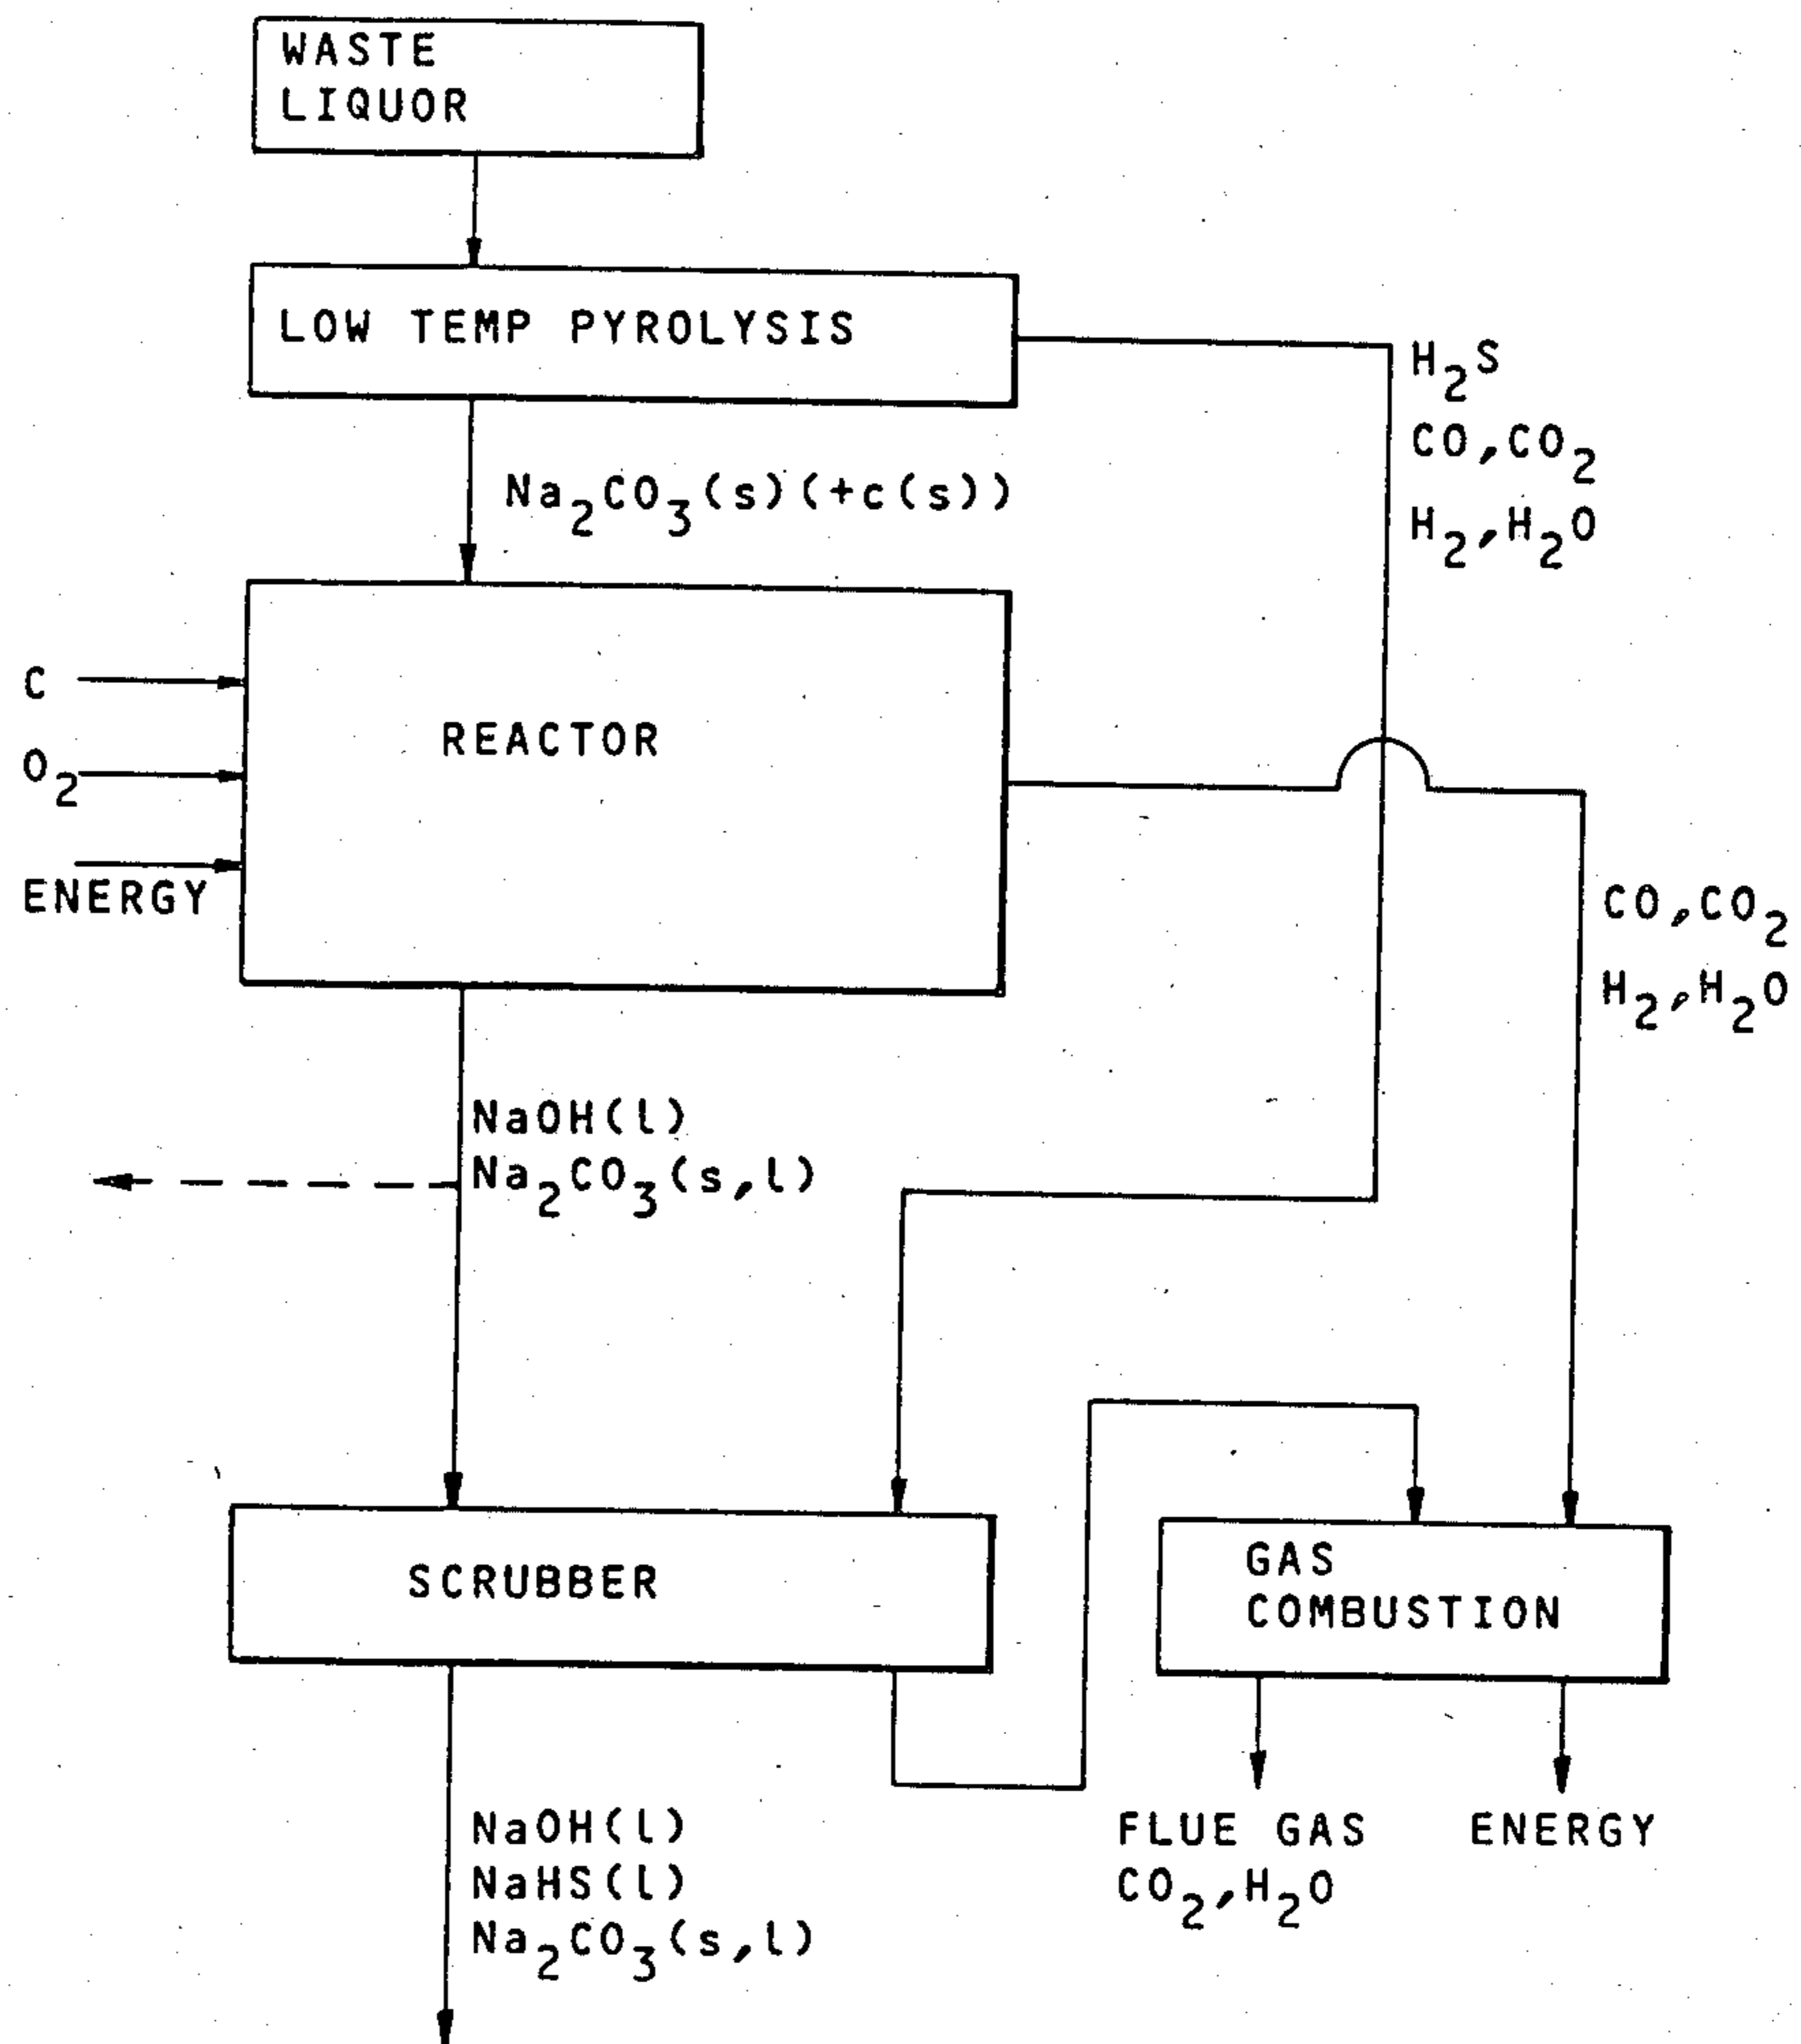 WASTE
LIQUOR
LOW TEMP PYROLYSIS
H₂S
CO,CO₂
H₂,H₂O
Na₂CO₃(s)(+c(s))
C
O₂
ENERGY
REACTOR
CO,CO₂
H₂,H₂O
NaOH(l)
Na₂CO₃(s,l)
SCRUBBER
GAS
COMBUSTION
NaOH(l)
NaHS(l)
Na₂CO₃(s,l)
FLUE GAS
CO₂,H₂O
ENERGY